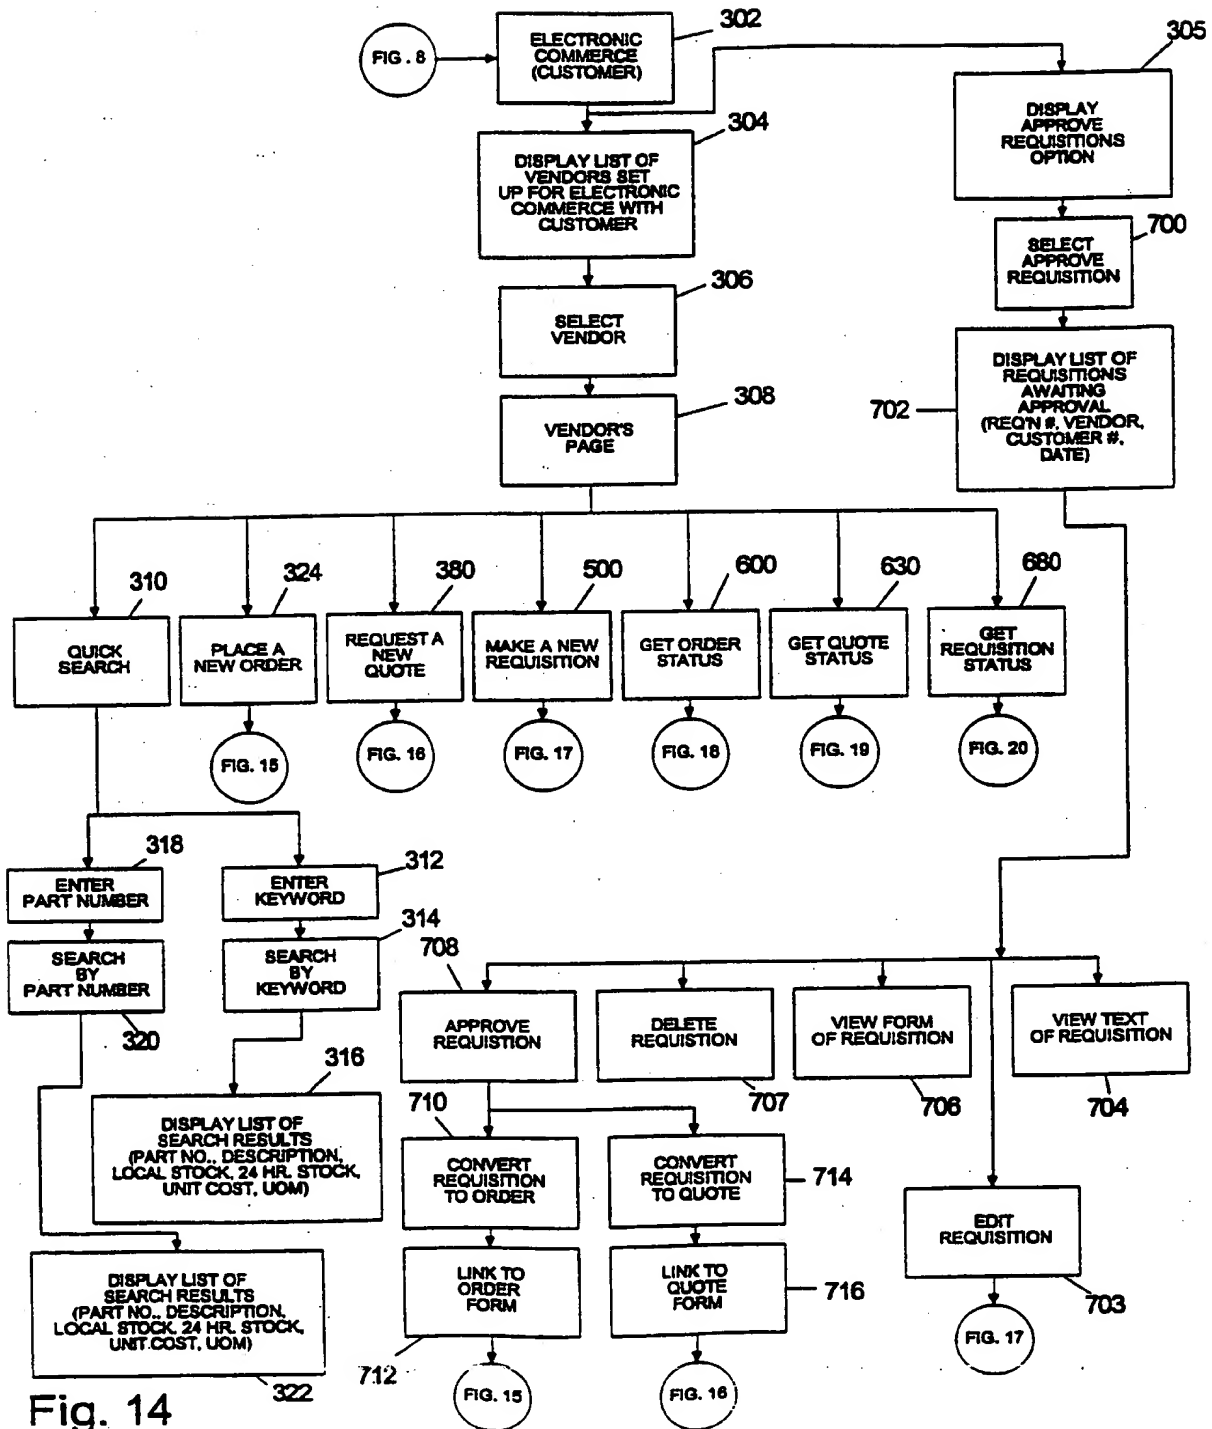 302
FIG. 8
ELECTRONIC
COMMERCE
(CUSTOMER)
305
DISPLAY
APPROVE
REQUISITIONS
OPTION
304
DISPLAY LIST OF
VENDORS SET
UP FOR ELECTRONIC
COMMERCE WITH
CUSTOMER
700
SELECT
APPROVE
REQUISITION
306
SELECT
VENDOR
702
DISPLAY LIST OF
REQUISITIONS
AWAITING
APPROVAL
(REQ'N #, VENDOR,
CUSTOMER #,
DATE)
308
VENDOR'S
PAGE
310
QUICK
SEARCH
324
PLACE A
NEW ORDER
380
REQUEST A
NEW
QUOTE
500
MAKE A NEW
REQUISITION
600
GET ORDER
STATUS
630
GET QUOTE
STATUS
680
GET
REQUISITION
STATUS
FIG. 15
FIG. 16
FIG. 17
FIG. 18
FIG. 19
FIG. 20
318
ENTER
PART NUMBER
312
ENTER
KEYWORD
SEARCH
BY
PART NUMBER
320
314
SEARCH
BY
KEYWORD
316
DISPLAY LIST OF
SEARCH RESULTS
(PART NO., DESCRIPTION,
LOCAL STOCK, 24 HR. STOCK,
UNIT COST, UOM)
DISPLAY LIST OF
SEARCH RESULTS
(PART NO., DESCRIPTION,
LOCAL STOCK, 24 HR. STOCK,
UNIT COST, UOM)
322
708
APPROVE
REQUISTION
DELETE
REQUISTION
707
VIEW FORM
OF REQUISITION
706
VIEW TEXT
OF REQUISITION
704
710
CONVERT
REQUISITION
TO ORDER
CONVERT
REQUISITION
TO QUOTE
714
LINK TO
ORDER
FORM
712
LINK TO
QUOTE
FORM
716
EDIT
REQUISITION
703
FIG. 17
FIG. 15
FIG. 16
Fig. 14